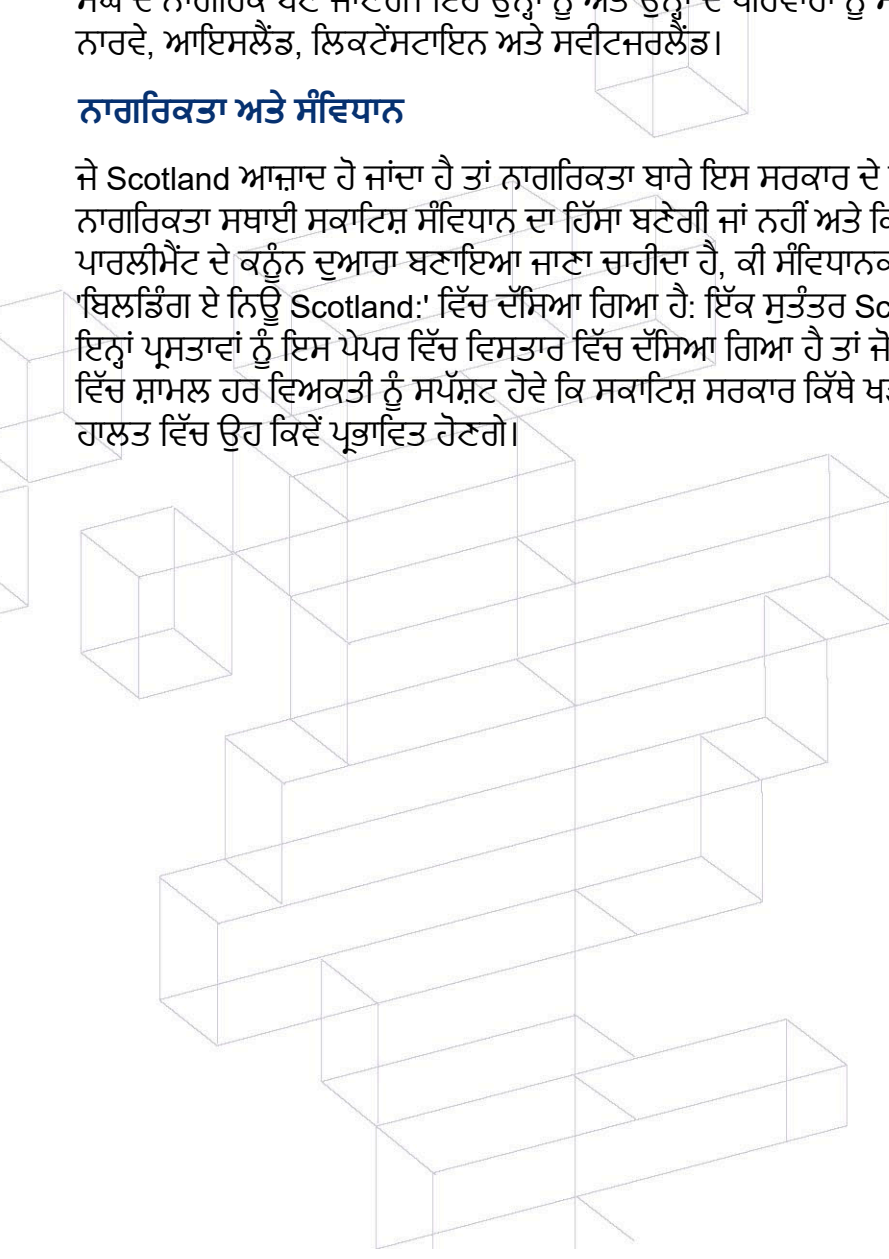 ਨਾਰਵੇ, ਆਇਸਲੈਂਡ, ਲਿਕਟੇਂਸਟਾਇਨ ਅਤੇ ਸਵੀਟਜਰਲੈਂਡ।
ਨਾਗਰਿਕਤਾ ਅਤੇ ਸੰਵਿਧਾਨ
ਜੇ Scotland ਆਜ਼ਾਦ ਹੋ ਜਾਂਦਾ ਹੈ ਤਾਂ ਨਾਗਰਿਕਤਾ ਬਾਰੇ ਇਸ ਸਰਕਾਰ ਦੇ
ਨਾਗਰਿਕਤਾ ਸਥਾਈ ਸਕਾਟਿਸ਼ ਸੰਵਿਧਾਨ ਦਾ ਹਿੱਸਾ ਬਣੇਗੀ ਜਾਂ ਨਹੀਂ ਅਤੇ
ਪਾਰਲੀਮੈਂਟ ਦੇ ਕਨੂੰਨ ਦੁਆਰਾ ਬਣਾਇਆ ਜਾਣਾ ਚਾਹੀਦਾ ਹੈ, ਕੀ
'ਬਿਲਡਿੰਗ ਏ ਨਿਊ Scotland:' ਵਿੱਚ ਦੱਸਿਆ ਗਿਆ ਹੈ: ਇੱਕ ਸੁਤੰਤਰ
ਇਨ੍ਹਾਂ ਪ੍ਰਸਤਾਵਾਂ ਨੂੰ ਇਸ ਪੇਪਰ ਵਿੱਚ ਵਿਸਤਾਰ ਵਿੱਚ ਦੱਸਿਆ ਗਿਆ ਹੈ ਤਾਂ ਜੋ
ਵਿੱਚ ਸ਼ਾਮਲ ਹਰ ਵਿਅਕਤੀ ਨੂੰ ਸਪੱਸ਼ਟ ਹੋਵੇ ਕਿ ਸਕਾਟਿਸ਼ ਸਰਕਾਰ ਕਿੱਥੇ
ਹਾਲਤ ਵਿੱਚ ਉਹ ਕਿਵੇਂ ਪ੍ਰਭਾਵਿਤ ਹੋਣਗੇ।